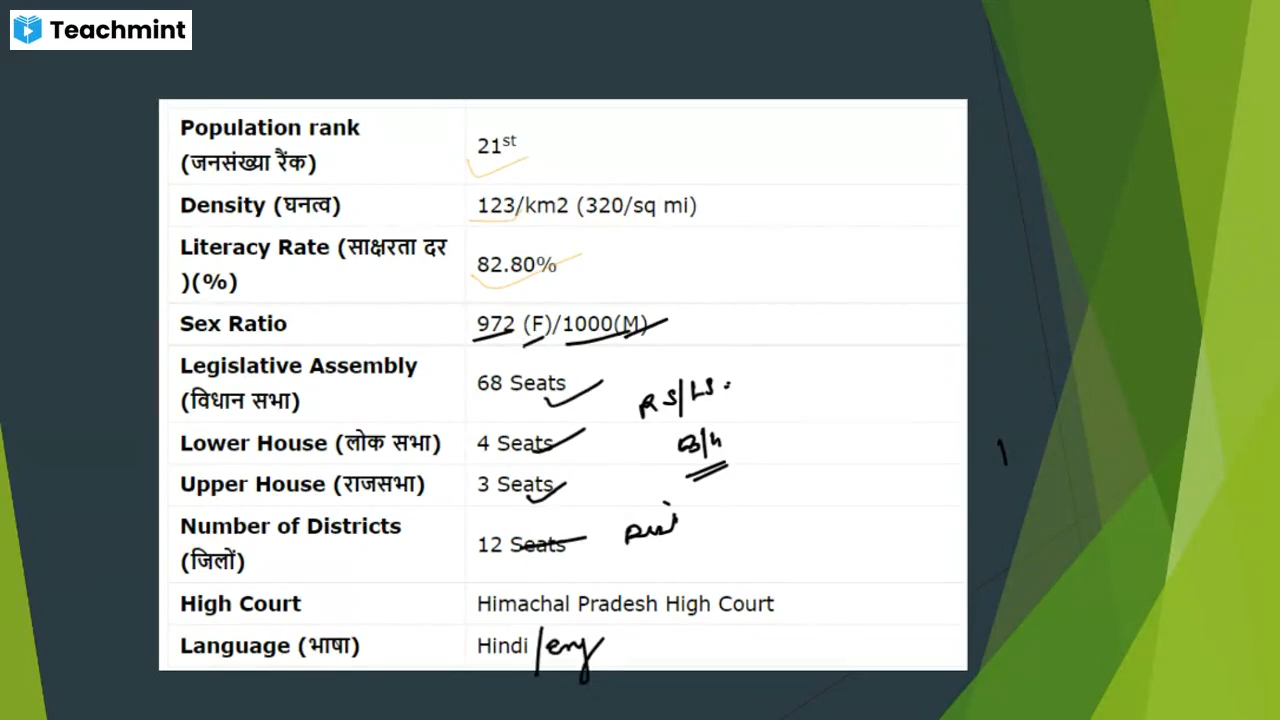 Teachmint
Population rank
(जनसंख्या रैंक)
21st
Density (घनत्व)
123/km2 (320/sq mi)
Literacy Rate (साक्षरता दर
)(%)
82.80%
Sex Ratio
972 (F)/1000(M)
Legislative Assembly
(विधान सभा)
68 Seats
RS/LS.
Lower House (लोक सभा)
4 Seats
Upper House (राजसभा)
3 Seats
Number of Districts
(जिलों)
12 Seats
High Court
Himachal Pradesh High Court
Language (भाषा)
Hindi /eng